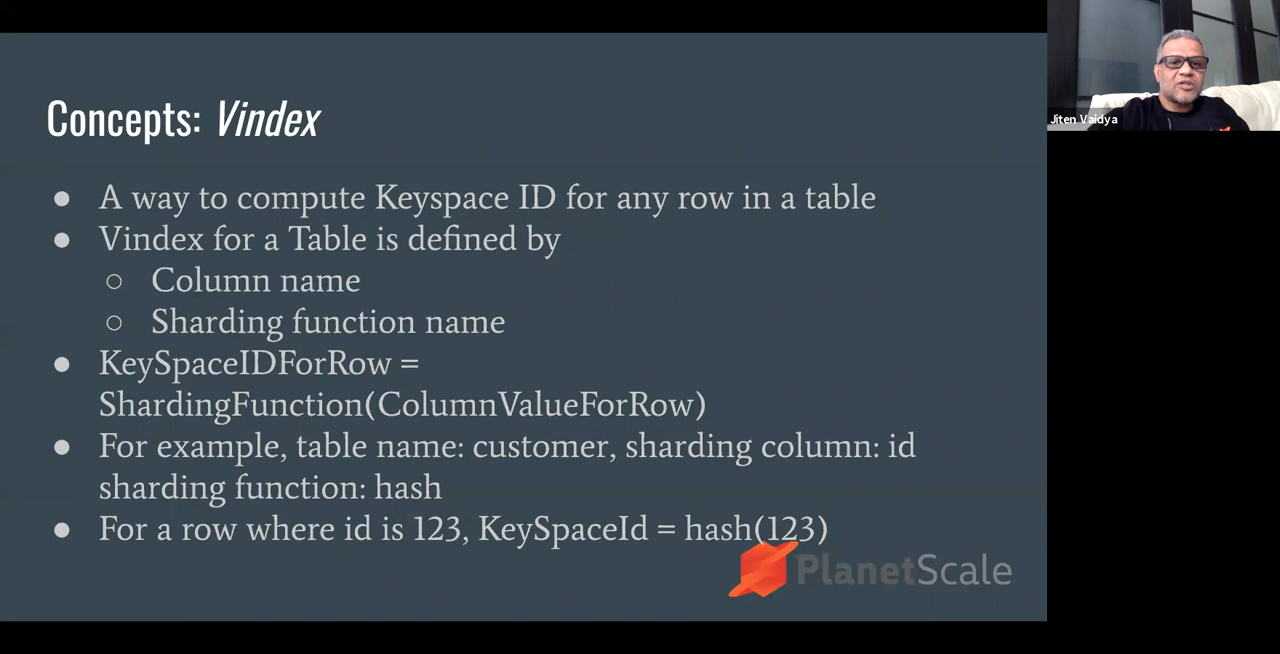 Concepts: Vindex
● A way to compute Keyspace ID for any row in a table
● Vindex for a Table is defined by
○ Column name
○ Sharding function name
● KeySpaceIDForRow =
ShardingFunction(ColumnValueForRow)
● For example, table name: customer, sharding column: id
sharding function: hash
● For a row where id is 123, KeySpaceId = hash(123)
PlanetScale
Jiten Vaidya